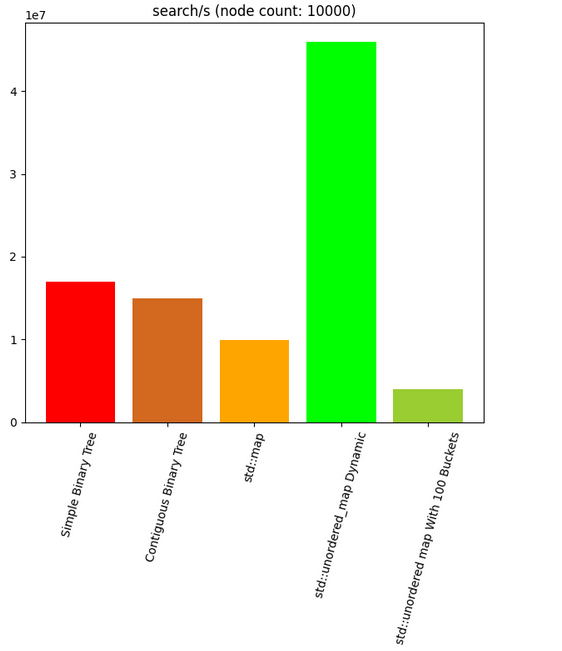 search/s (node count: 10000)
1e7
4
3
2
1
0
Simple Binary Tree
Contiguous Binary Tree
std::map
std::unordered_map Dynamic
std::unordered map With 100 Buckets